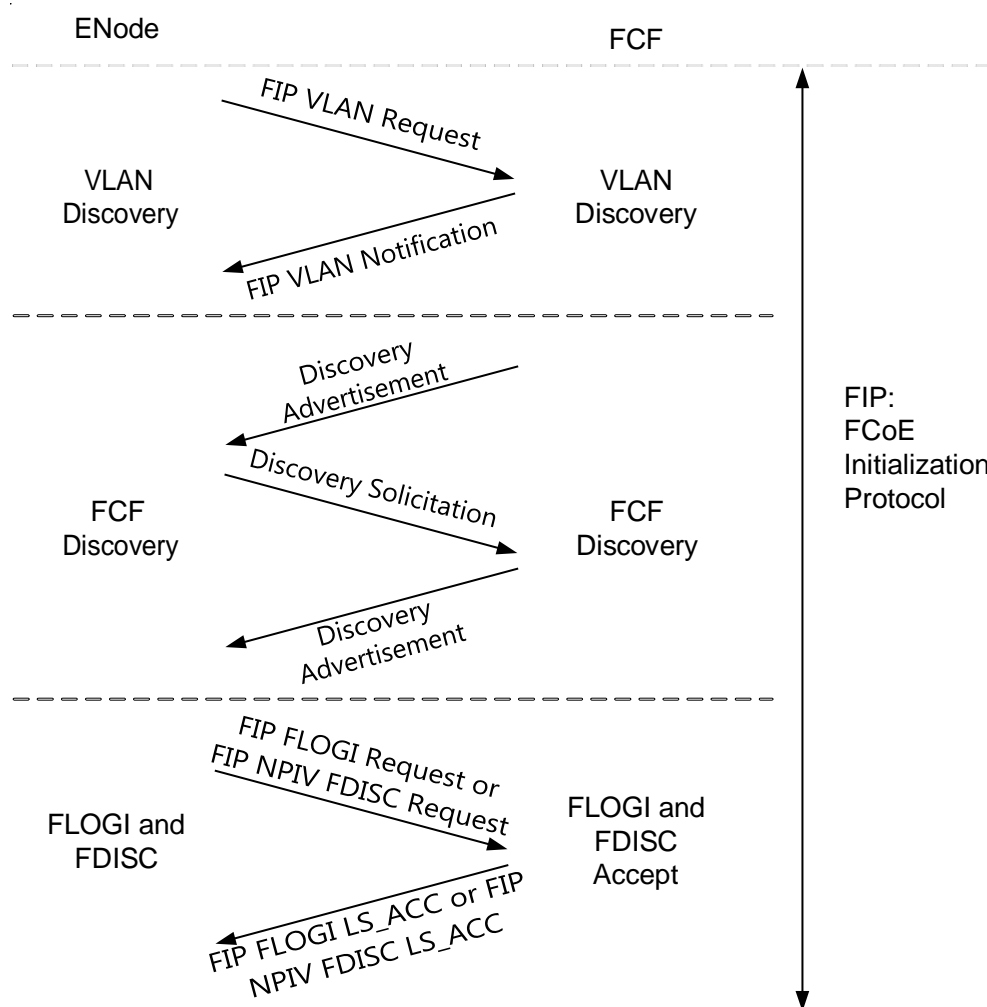 ENode
FCF
FIP VLAN Request
VLAN
Discovery
VLAN
Discovery
FIP VLAN Notification
Discovery
Advertisement
Discovery Solicitation
FCF
Discovery
FCF
Discovery
Discovery
Advertisement
FIP:
FCoE
Initialization
Protocol
FIP FLOGI Request or
FIP NPIV FDISC Request
FLOGI and
FDISC
FLOGI and
FDISC
Accept
FIP FLOGI LS_ACC or FIP
NPIV FDISC LS_ACC